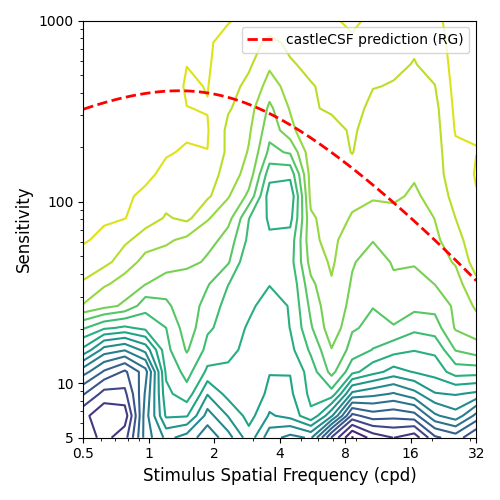 1000
castleCSF prediction (RG)
100
Sensitivity
10
5
0.5 1 2 4 8 16 32
Stimulus Spatial Frequency (cpd)